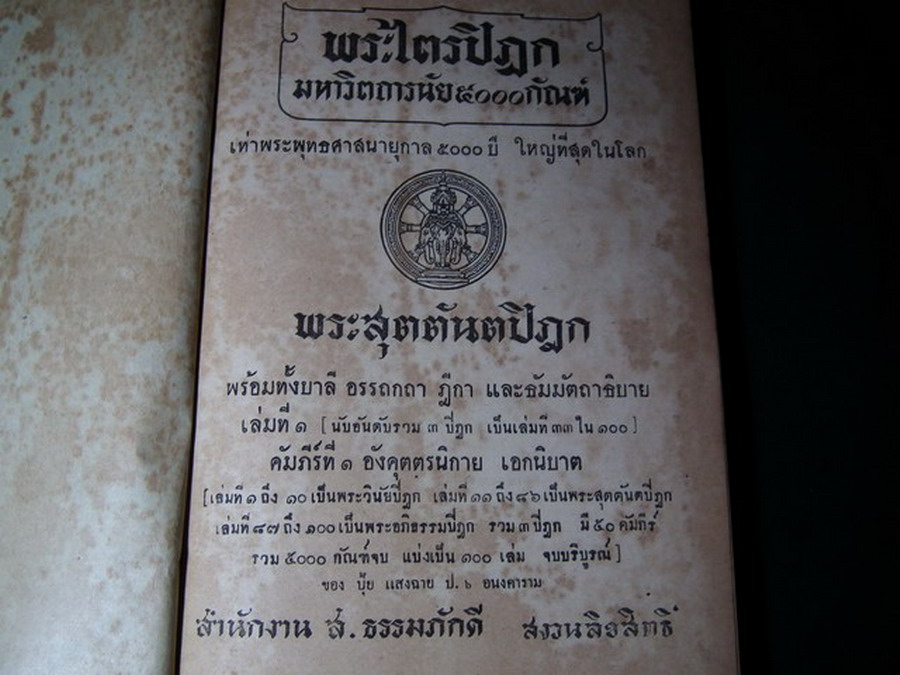 พระไตรปิฎก
มหาวิตถารนัย๕๐๐๐กัณฑ์
เท่าพระพุทธศาสนายุกาล ๕๐๐๐ ปี ใหญ่ที่สุดในโลก
พระสุตตันตปิฎก
พร้อมทั้งบาลี อรรถกถา ฎีกา และธัมมัตถาธิบาย
เล่มที่ ๑ [ นับอันดับรวม ๓ ปิฎก เป็นเล่มที่ ๓๓ ใน ๑๐๐ ]
คัมภีร์ที่ ๑ อังคุตตรนิกาย เอกนิบาต
[เล่มที่ ๑ ถึง ๑๐ เป็นพระวินัยปิฎก เล่มที่ ๑๑ ถึง ๘๖ เป็นพระสุตตันตปิฎก
เล่มที่ ๘๗ ถึง ๑๐๐ เป็นพระอภิธรรมปิฎก รวม ๓ ปิฎก มี ๕๐ คัมภีร์
รวม ๕๐๐๐ กัณฑ์จบ แบ่งเป็น ๑๐๐ เล่ม จบบริบูรณ์ ]
ของ ปุ้ย แสงฉาย ป. ๖ อนงคาราม
สำนักงาน ส. ธรรมภักดี สงวนลิขสิทธิ์